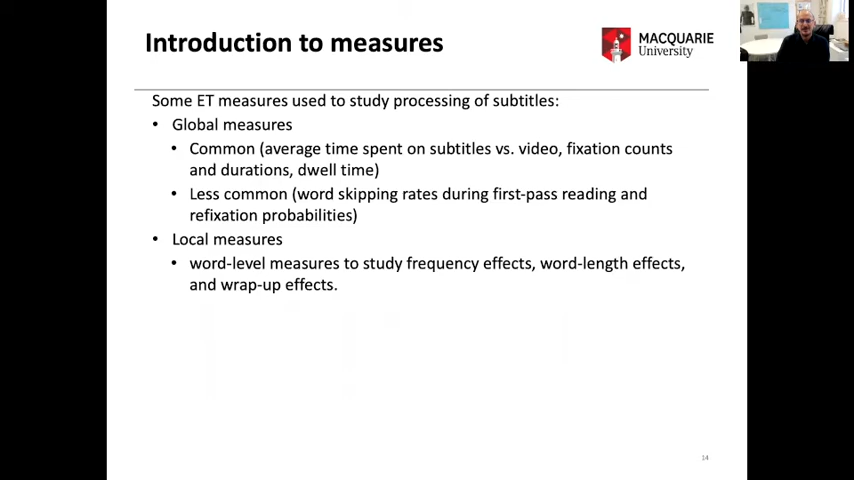 Introduction to measures
MACQUARIE
University
Some ET measures used to study processing of subtitles:
• Global measures
• Common (average time spent on subtitles vs. video, fixation counts
and durations, dwell time)
• Less common (word skipping rates during first-pass reading and
refixation probabilities)
• Local measures
• word-level measures to study frequency effects, word-length effects,
and wrap-up effects.
14